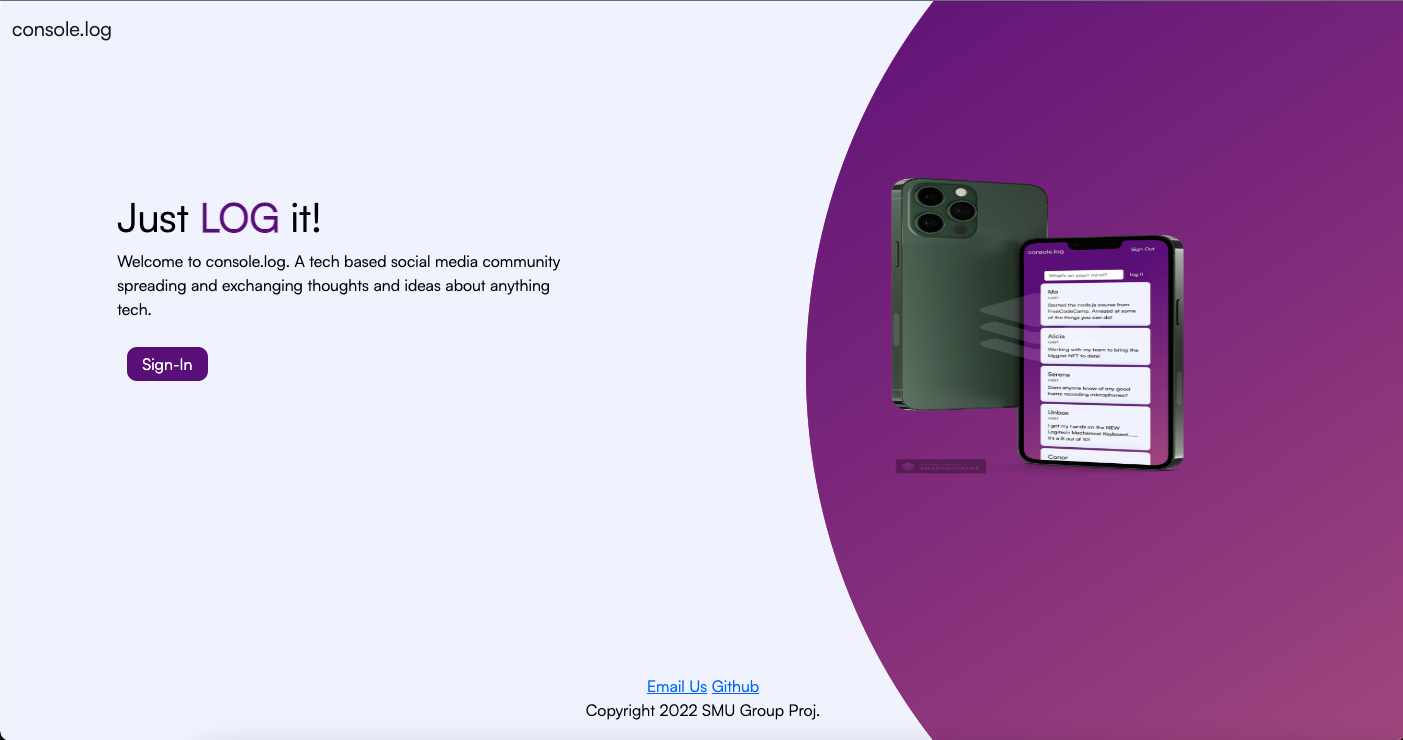 console.log
Just LOG it!
Welcome to console.log. A tech based social media community
spreading and exchanging thoughts and ideas about anything
tech.
Sign-In
console.log
Sign Out
What's on your mind?
log it
Mo
user
Started the node.js course from
FreeCodeCamp. Amazed at some
of the things you can do!
Alicia
user
Working with my team to bring the
biggest NFT to date!
Serena
user
Does anyone know of any good
home recording microphones?
Unbox
user
I got my hands on the NEW
Logitech Mechanical Keyboard......
It's a 8 out of 10!
Conor
Email Us Github
Copyright 2022 SMU Group Proj.